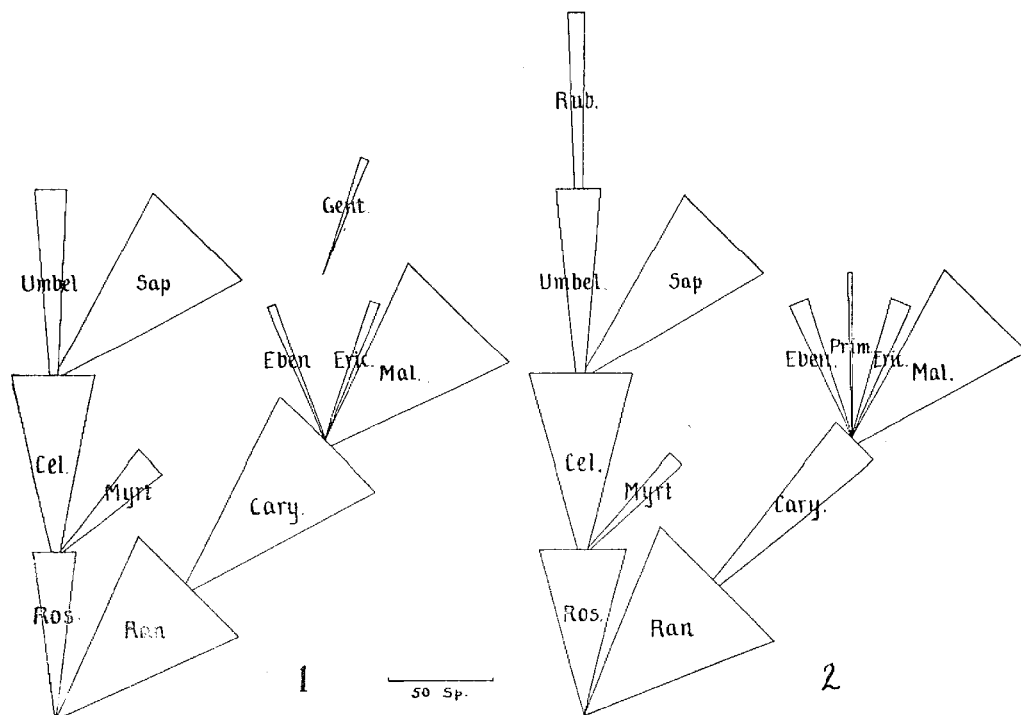 Gent.
Umbel
Sap
Eben
Eric.
Mal.
Cel.
Myrt
Cary.
Ros.
Ran
1
50 Sp.
Rub.
Umbel.
Sap
Eben.
Prim
Eric.
Mal.
Cel.
Myrt
Cary.
Ros.
Ran
2